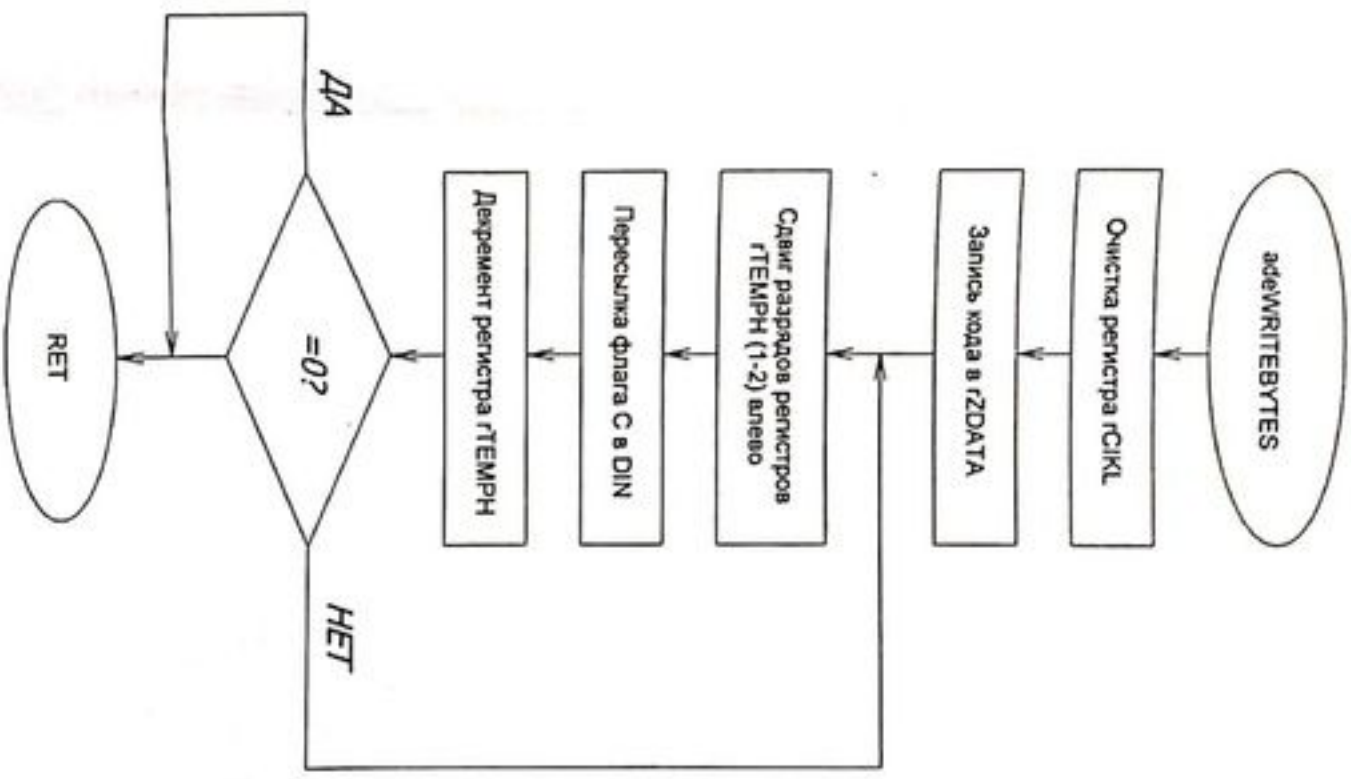 adeWRITEBYTES
Очистка регистра rCIKL
Запись кода в rZDATA
Сдвиг разрядов регистров
rTEMPH (1-2) влево
Пересылка флага C в DIN
Декремент регистра rTEMPH
=0?
ДА
НЕТ
RET